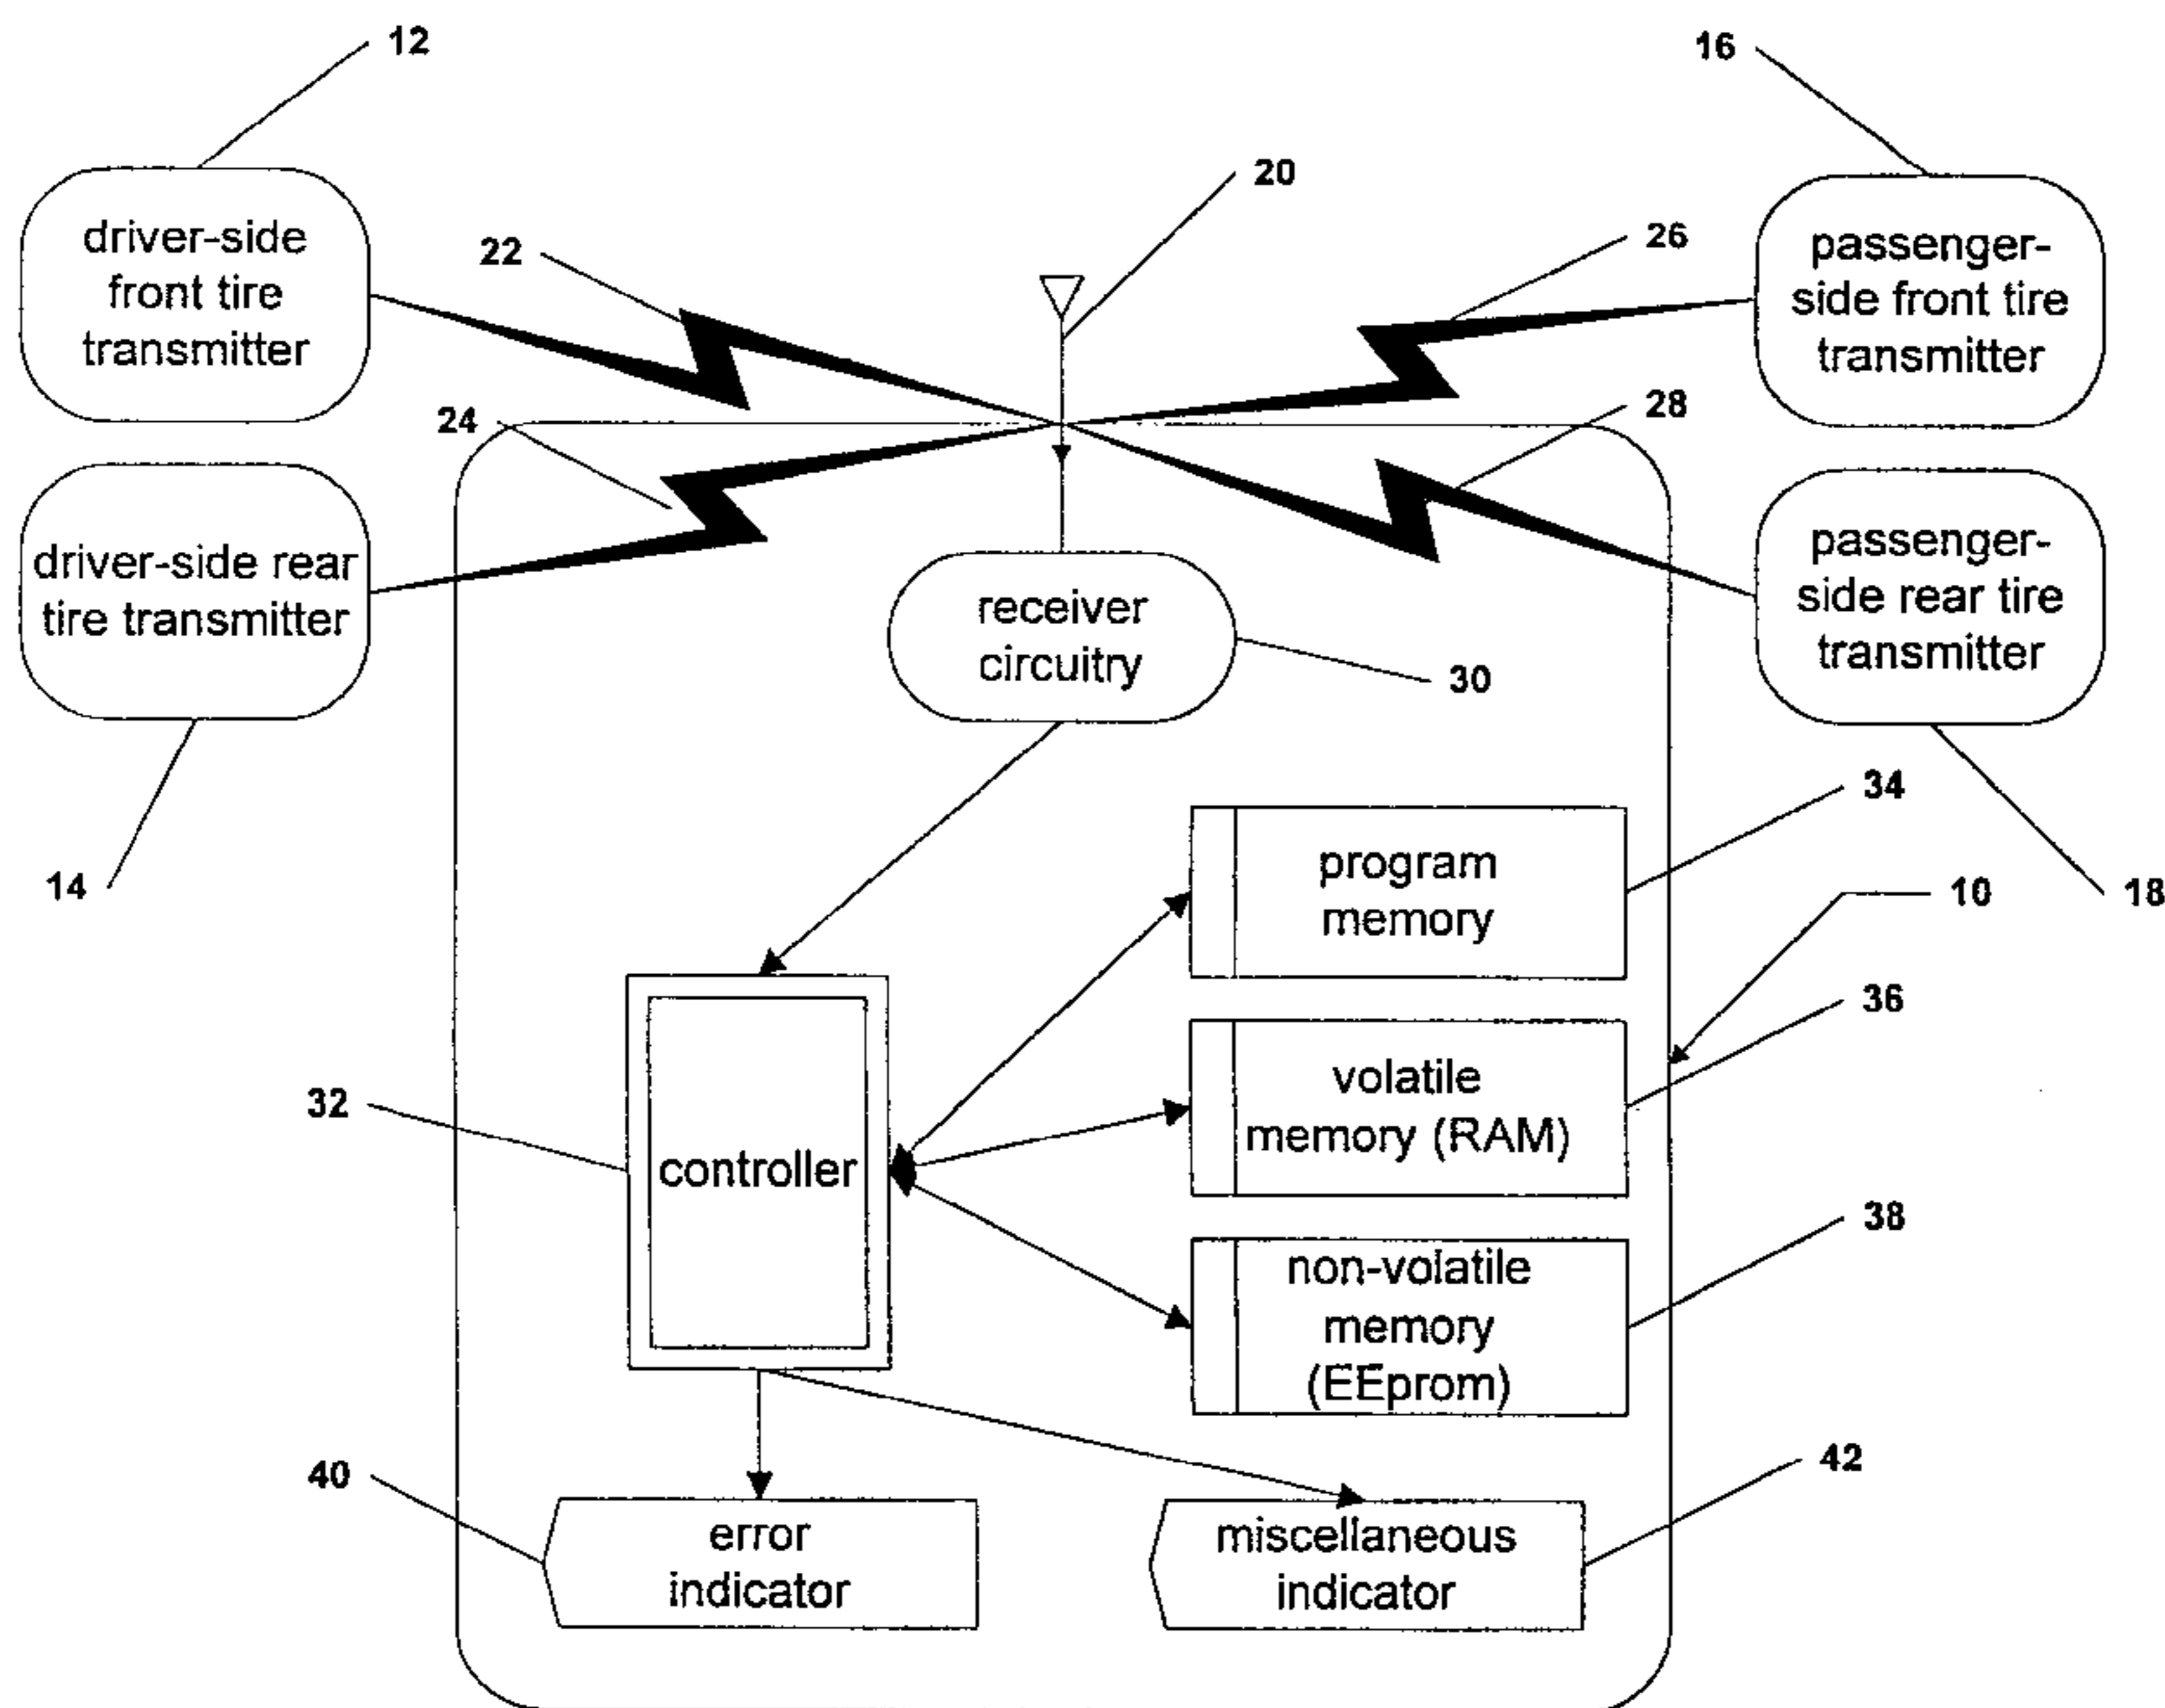 12
16
20
driver-side
front tire
transmitter
22
26
passenger-
side front tire
transmitter
24
28
driver-side rear
tire transmitter
receiver
circuitry
30
passenger-
side rear tire
transmitter
14
34
program
memory
10
18
36
volatile
memory (RAM)
32
controller
38
non-volatile
memory
(EEprom)
40
error
indicator
42
miscellaneous
indicator